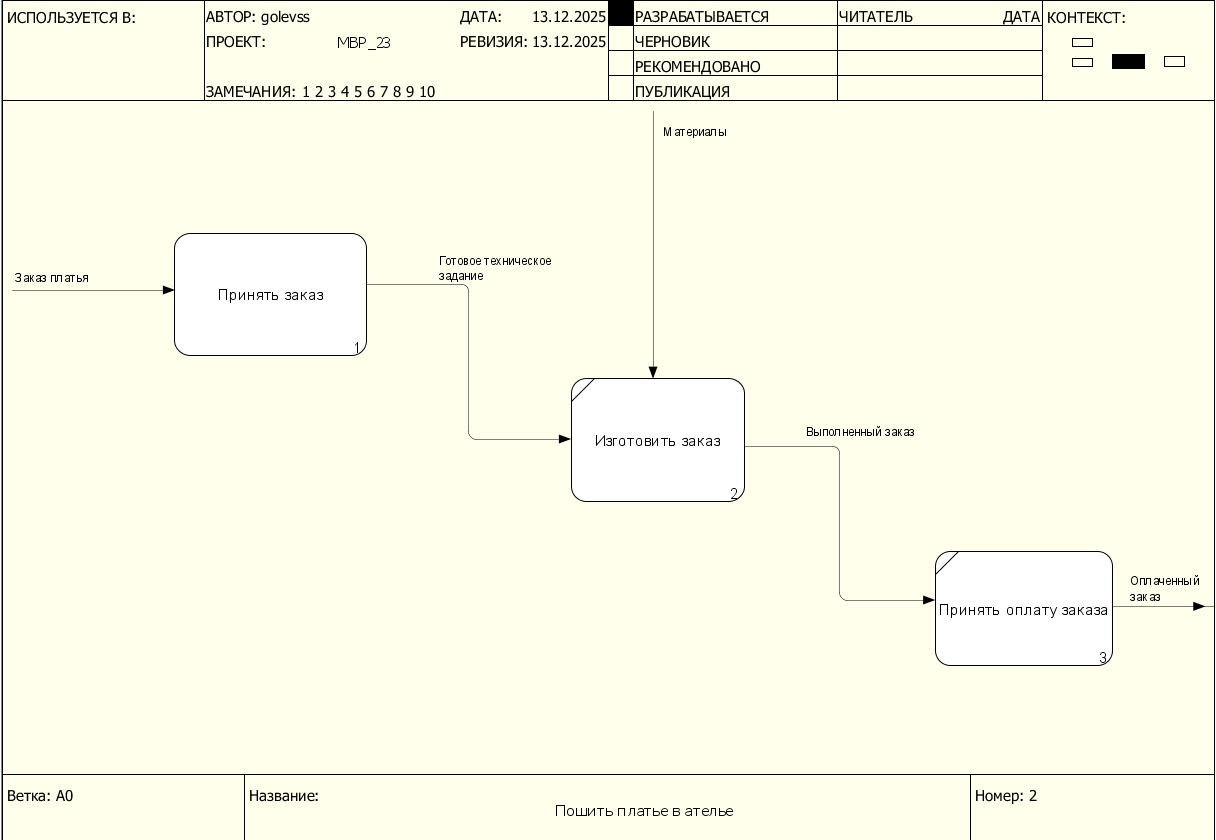 ИСПОЛЬЗУЕТСЯ В:
АВТОР: golevss
ДАТА: 13.12.2025
РАЗРАБАТЫВАЕТСЯ
ЧИТАТЕЛЬ
ДАТА
КОНТЕКСТ:
ПРОЕКТ: МВР_23
РЕВИЗИЯ: 13.12.2025
ЧЕРНОВИК
РЕКОМЕНДОВАНО
ЗАМЕЧАНИЯ: 1 2 3 4 5 6 7 8 9 10
ПУБЛИКАЦИЯ
Материалы
Заказ платья
Принять заказ
1
Готовое техническое
задание
Изготовить заказ
2
Выполненный заказ
Принять оплату заказа
3
Оплаченный
заказ
Ветка: A0
Название:
Пошить платье в ателье
Номер: 2